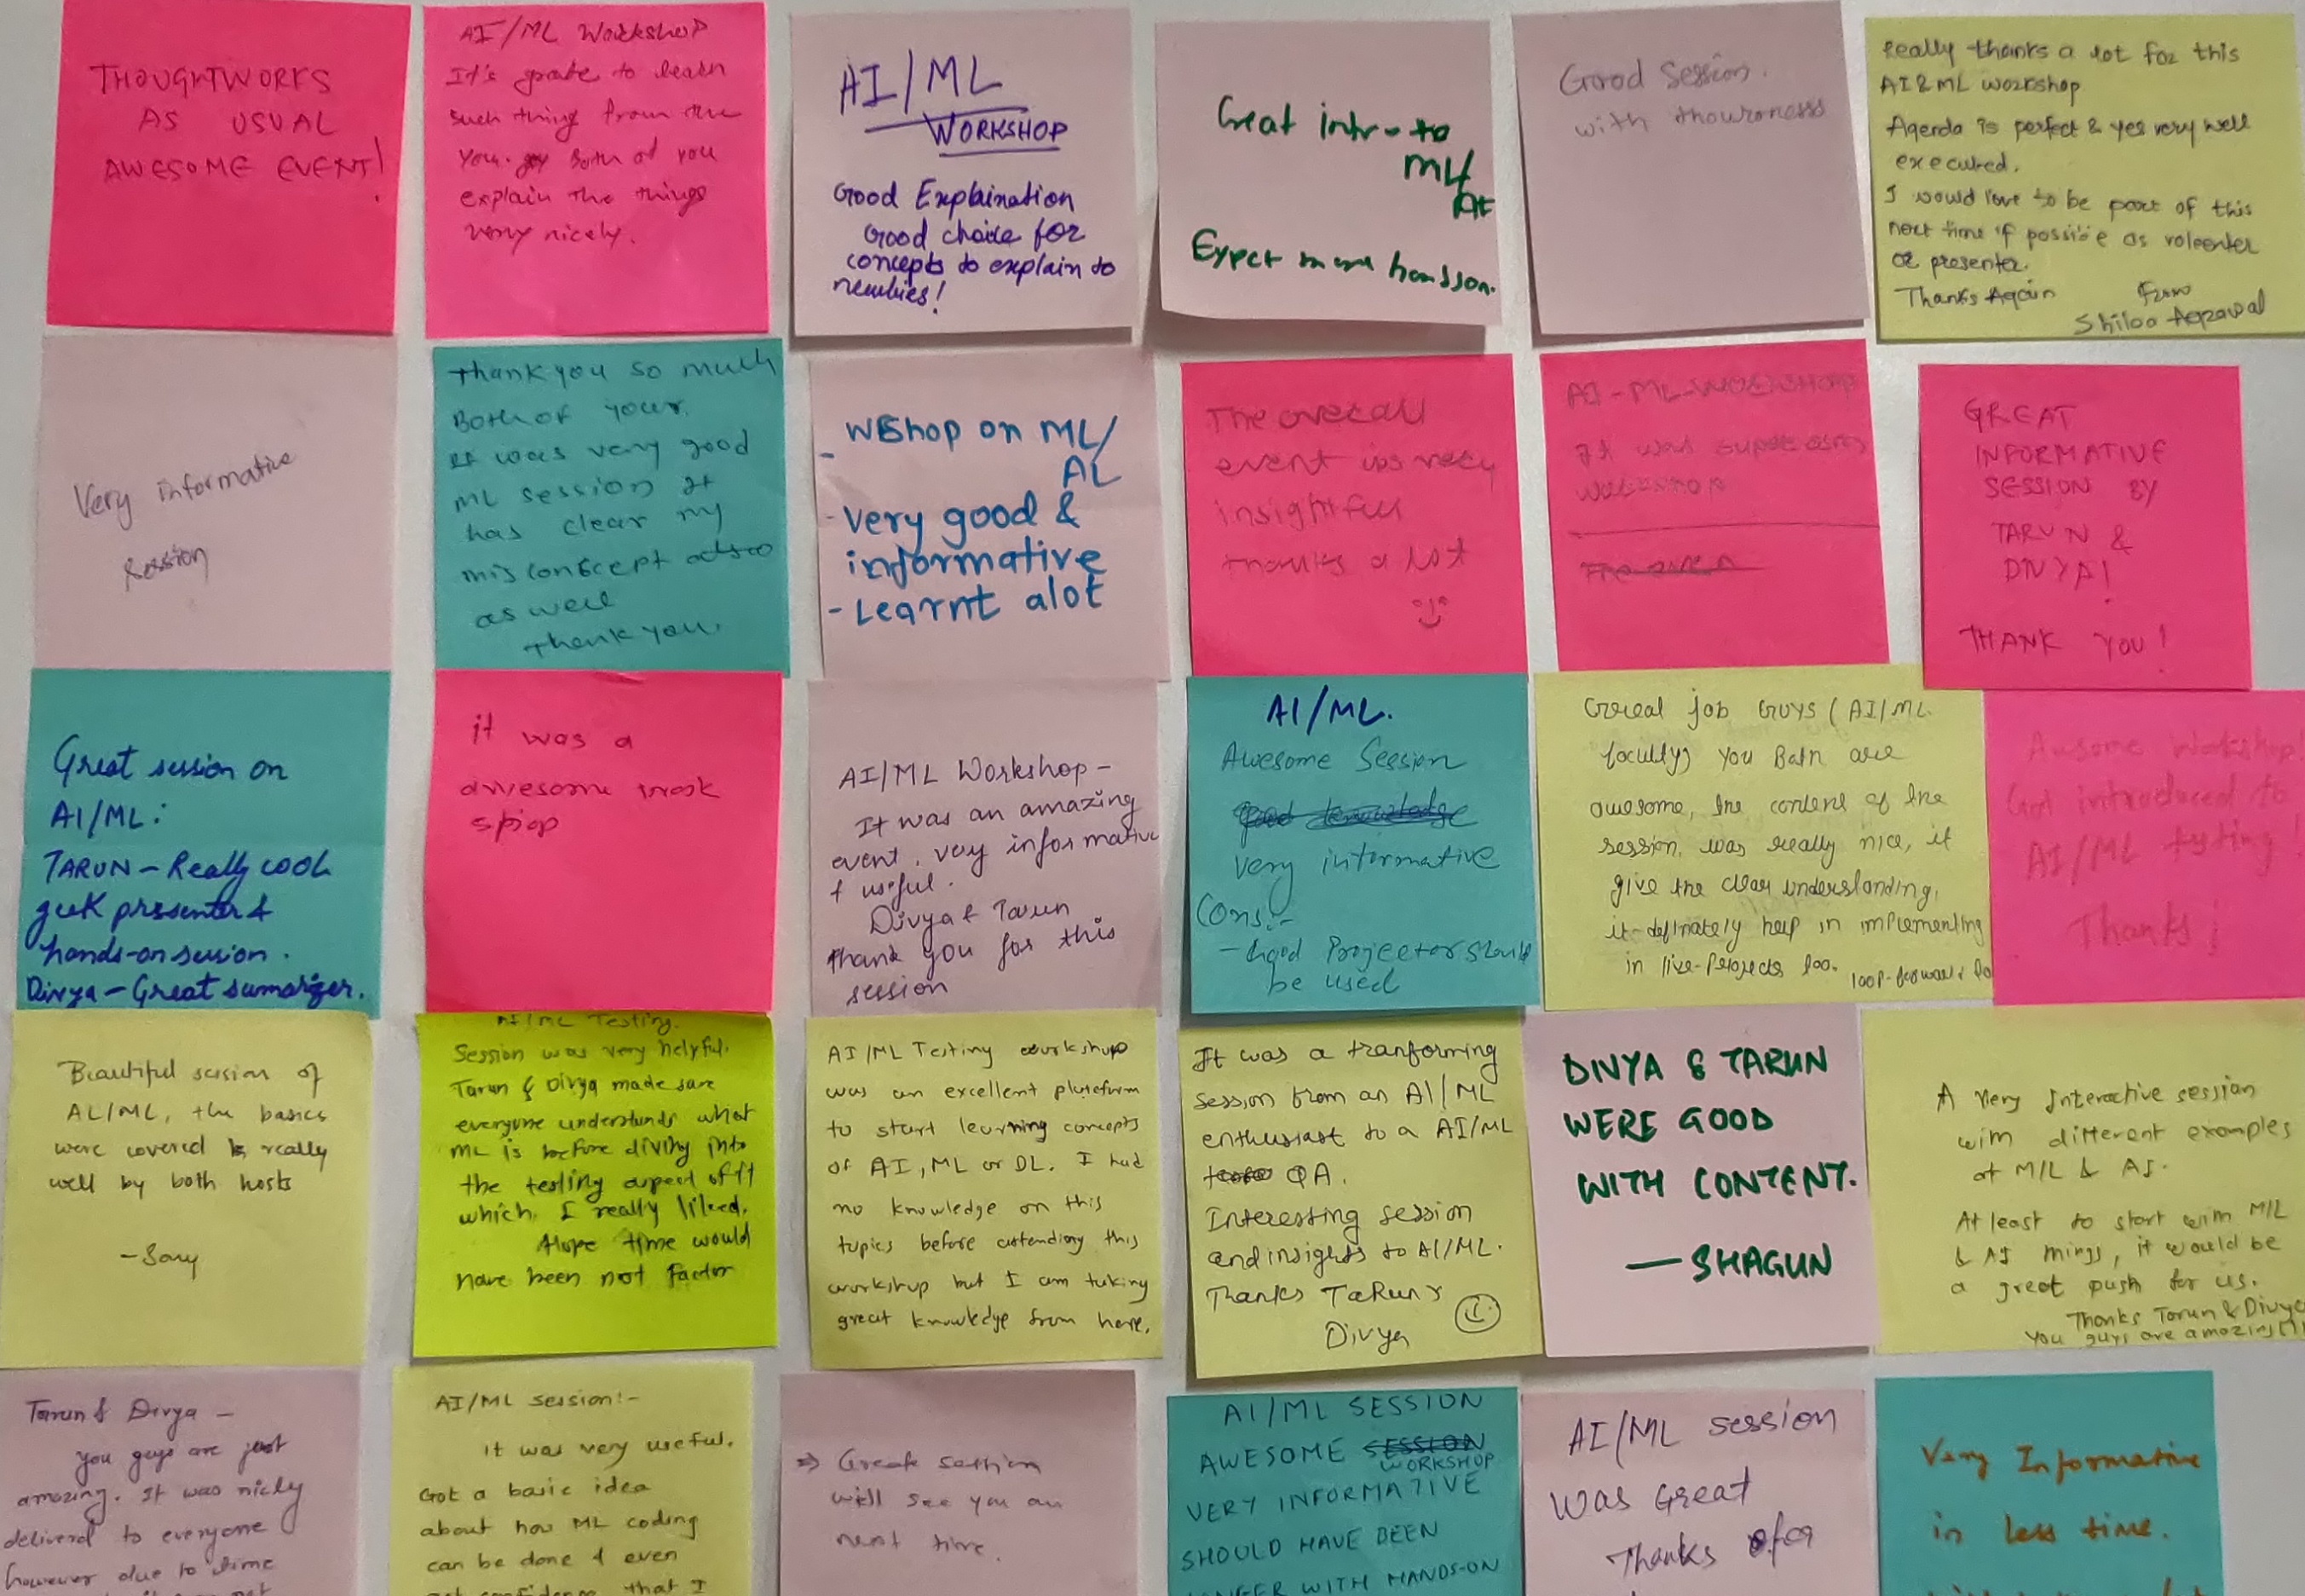 THOUGHTWORKS
AS USUAL
AWESOME EVENT!
AI/ML Workshop
It's grate to learn
such thing from the
you. Both of you
explain the things
very nicely.
AI/ML
WORKSHOP
Good Explaination
Good choice for
concepts to explain to
newbies!
Great intro to
ML/
AI
Expect more handson.
Good Session.
with thouroness
Really thanks a lot for this
AI & ML workshop
Agenda is perfect & yes very well
executed.
I would love to be part of this
next time if possible as voleenter
or presenter.
Thanks Again
From
Agrawal
Very informative
session
Thank you so much
Both of your
It was very good
ML session It
has clear my
misconscept
as well
Thank you.
- WShop on ML/
AL
- Very good &
informative
- Learnt alot
The overall
event is very
insightful
thanks a lot
AI-ML-WORKSHOP
It was
workshop
GREAT
INFORMATIVE
SESSION BY
TARUN &
DIVYA!
THANK YOU!
Great session on
AI/ML:
TARUN - Really cool
geek presenter &
hands-on session.
Divya - Great sumarizer.
it was a
awesome work
shop
AI/ML Workshop -
It was an amazing
event. very informative
& useful.
Divya & Tarun
Thank you for this
session
AI/ML.
Awesome Session
good knowledge
very informative
Cons:-
- Good Projector should
be used
Great job Guys (AI/ML
faculty) you Both are
awesome, the content of the
session, was really nice, it
give the clear understanding,
it definately help in implementing
in live-Projects too.
Awsome Workshop!
Got introduced to
AI/ML testing!
Thanks!
Beautiful session of
AL/ML, the basics
were covered really
well by both hosts
- Sony
AI/ML Testing.
Session was very helpful.
Tarun & Divya made sure
everyone understands what
ML is before diving into
the testing aspect of it
which, I really liked.
Hope time would
have been not factor
AI/ML Testing workshop
was an excellent plateform
to start learning concepts
of AI, ML or DL. I had
no knowledge on this
topics before attending this
workshop but I am taking
great knowledge from here.
It was a tranforming
session from an AI/ML
enthusiast to a AI/ML
QA.
Interesting session
and insights to AI/ML.
Thanks Tarun &
Divya
DIVYA & TARUN
WERE GOOD
WITH CONTENT.
— SHAGUN
A very Interactive session
with different examples
of M/L & AI.
At least to start with M/L
& AI things, it would be
a great push for us.
Thanks Tarun & Divya
You guys are amazing
Tarun & Divya -
you guys are just
amazing. It was nicely
deliverd to everyone
however due to time
AI/ML session:-
it was very useful.
Got a basic idea
about how ML coding
can be done & even
that I
⇒ Great session
will see you on
next time.
AI/ML SESSION
AWESOME SESSION
WORKSHOP
VERY INFORMATIVE
SHOULD HAVE BEEN
LONGER WITH HANDS-ON
AI/ML session
was Great
Thanks for
Very Informative
in less time.